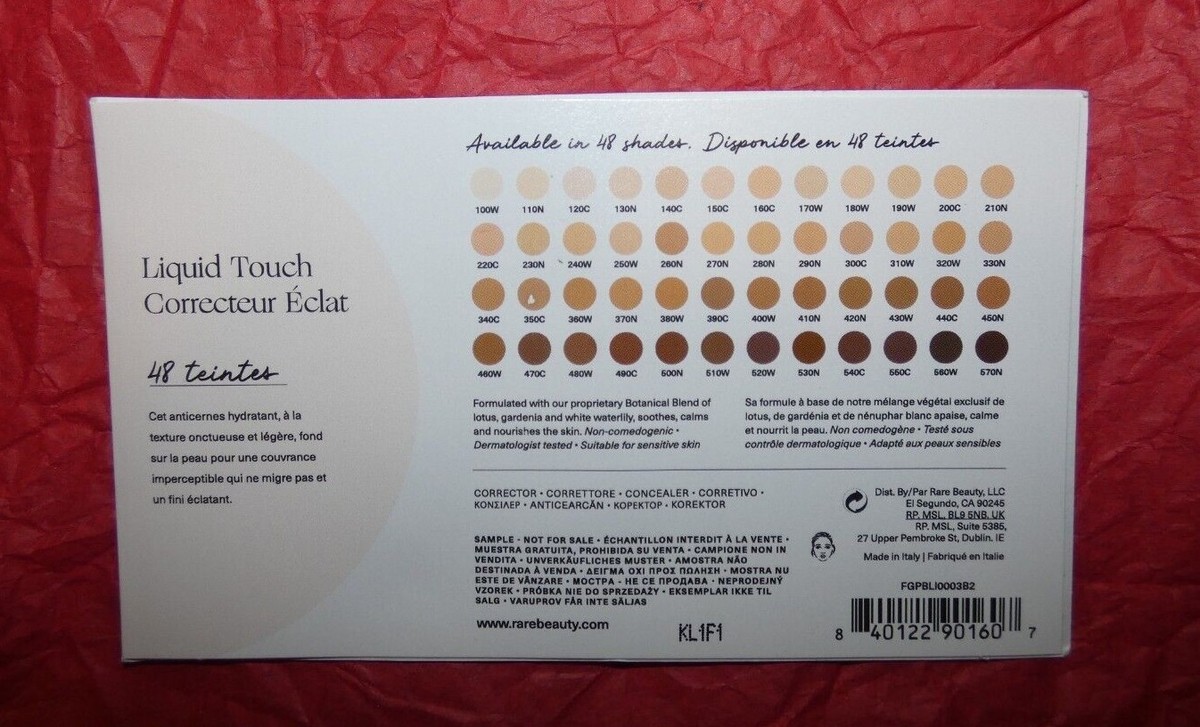 Liquid Touch
Correcteur Éclat
48 teintes
Cet anticernes hydratant, à la
texture onctueuse et légère, fond
sur la peau pour une couvrance
imperceptible qui ne migre pas et
un fini éclatant.
Available in 48 shades. Disponible en 48 teintes
100W 110N 120C 130N 140C 150C 160C 170W 180W 190W 200C 210N
220C 230N 240W 250W 260N 270N 280N 290N 300C 310W 320W 330N
340C 350C 360W 370N 380W 390C 400W 410N 420N 430W 440C 450N
460W 470C 480W 490C 500N 510W 520W 530N 540C 550C 560W 570N
Formulated with our proprietary Botanical Blend of
lotus, gardenia and white waterlily, soothes, calms
and nourishes the skin. Non-comedogenic •
Dermatologist tested • Suitable for sensitive skin
Sa formule à base de notre mélange végétal exclusif de
lotus, de gardénia et de nénuphar blanc apaise, calme
et nourrit la peau. Non comedogène • Testé sous
contrôle dermatologique • Adapté aux peaux sensibles
CORRECTOR • CORRETTORE • CONCEALER • CORRETIVO •
ΚΟΝΣΙΛΕΡ • ANTICEARCĂN • КОРЕКТОР • KOREKTOR
SAMPLE - NOT FOR SALE • ÉCHANTILLON INTERDIT À LA VENTE •
MUESTRA GRATUITA, PROHIBIDA SU VENTA • CAMPIONE NON IN
VENDITA • UNVERKÄUFLICHES MUSTER • AMOSTRA NÃO
DESTINADA À VENDA • ΔΕΙΓΜΑ ΟΧΙ ΠΡΟΣ ΠΩΛΗΣΗ • MOSTRA NU
ESTE DE VÂNZARE • МОСТРА - НЕ СЕ ПРОДАВА • NEPRODEJNÝ
VZOREK • PRÓBKA NIE DO SPRZEDAŻY • EKSEMPLAR IKKE TIL
SALG • VARUPROV FÅR INTE SÄLJAS
www.rarebeauty.com
KL1F1
Dist. By/Par Rare Beauty, LLC
El Segundo, CA 90245
RP. MSL, BL9 5NB, UK
RP. MSL, Suite 5385,
27 Upper Pembroke St, Dublin. IE
Made in Italy | Fabriqué en Italie
FGPBLI0003B2
8 40122 90160 7